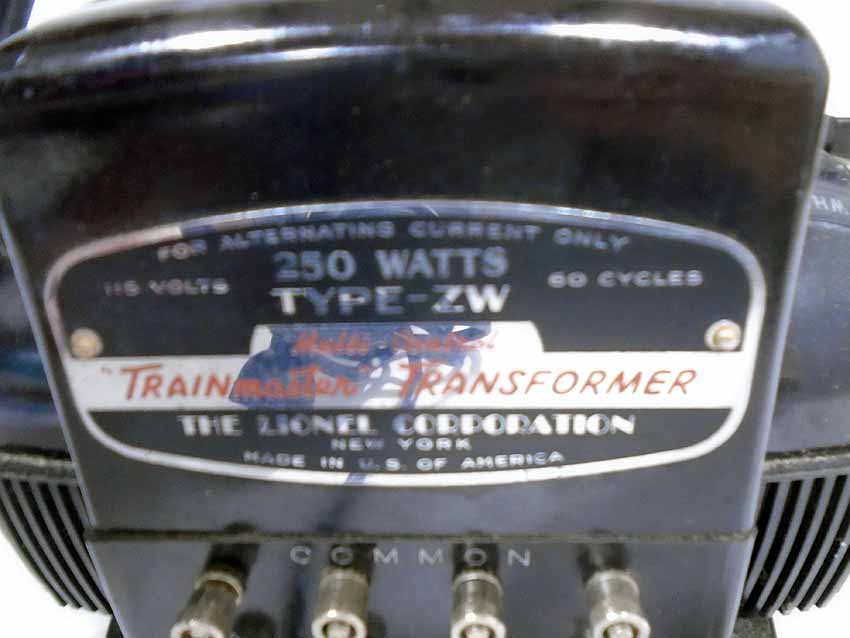 FOR ALTERNATING CURRENT ONLY
250 WATTS
115 VOLTS
60 CYCLES
TYPE-ZW
Multi-Control
"TRAINmaster" TRANSFORMER
THE LIONEL CORPORATION
NEW YORK
MADE IN U.S. OF AMERICA
COMMON